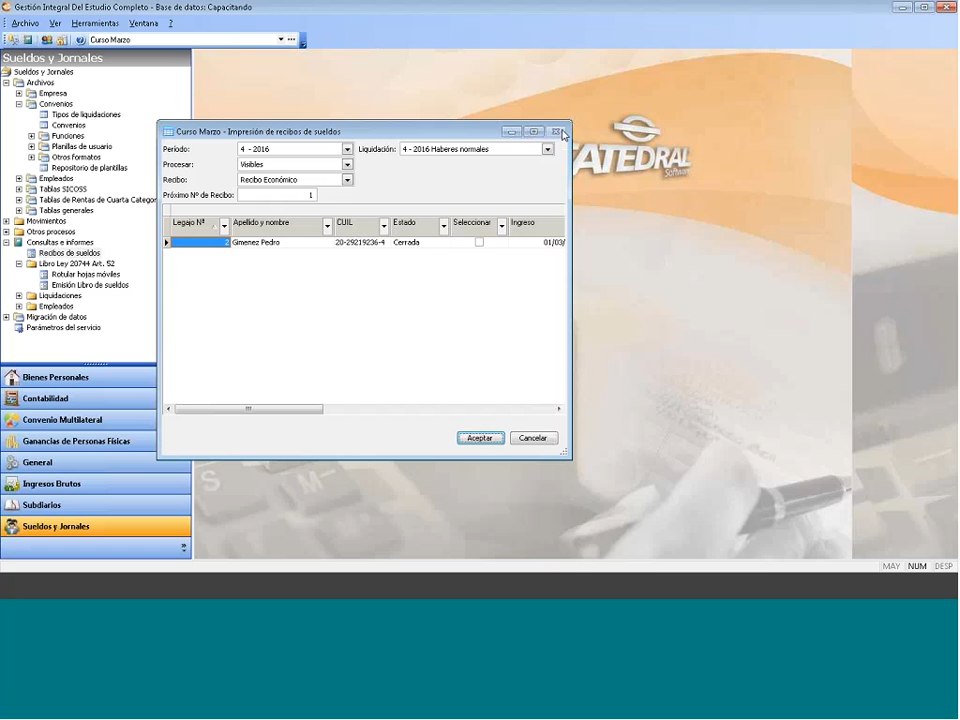 Gestión Integral Del Estudio Completo - Base de datos: Capacitando
Archivo Ver Herramientas Ventana ?
Curso Marzo
Sueldos y Jornales
Sueldos y Jornales
Archivos
Empresa
Convenios
Tipos de liquidaciones
Convenios
Funciones
Planillas de usuario
Otros formatos
Repositorio de plantillas
Empleados
Tablas SICOSS
Tablas de Rentas de Cuarta Categor
Tablas generales
Movimientos
Otros procesos
Consultas e informes
Recibos de sueldos
Libro Ley 20744 Art. 52
Rotular hojas móviles
Emisión Libro de sueldos
Liquidaciones
Empleados
Migración de datos
Parámetros del servicio
Bienes Personales
Contabilidad
Convenio Multilateral
Ganancias de Personas Físicas
General
Ingresos Brutos
Subdiarios
Sueldos y Jornales
Curso Marzo - Impresión de recibos de sueldos
Período: 4 - 2016 Liquidación: 4 - 2016 Haberes normales
Procesar: Visibles
Recibo: Recibo Económico
Próximo Nº de Recibo: 1
Legajo Nº Apellido y nombre CUIL Estado Seleccionar Ingreso
2 Gimenez Pedro 20-29219236-4 Cerrada 01/03/
Aceptar Cancelar
ATEDRAL
Software
S M
MAY NUM DESP